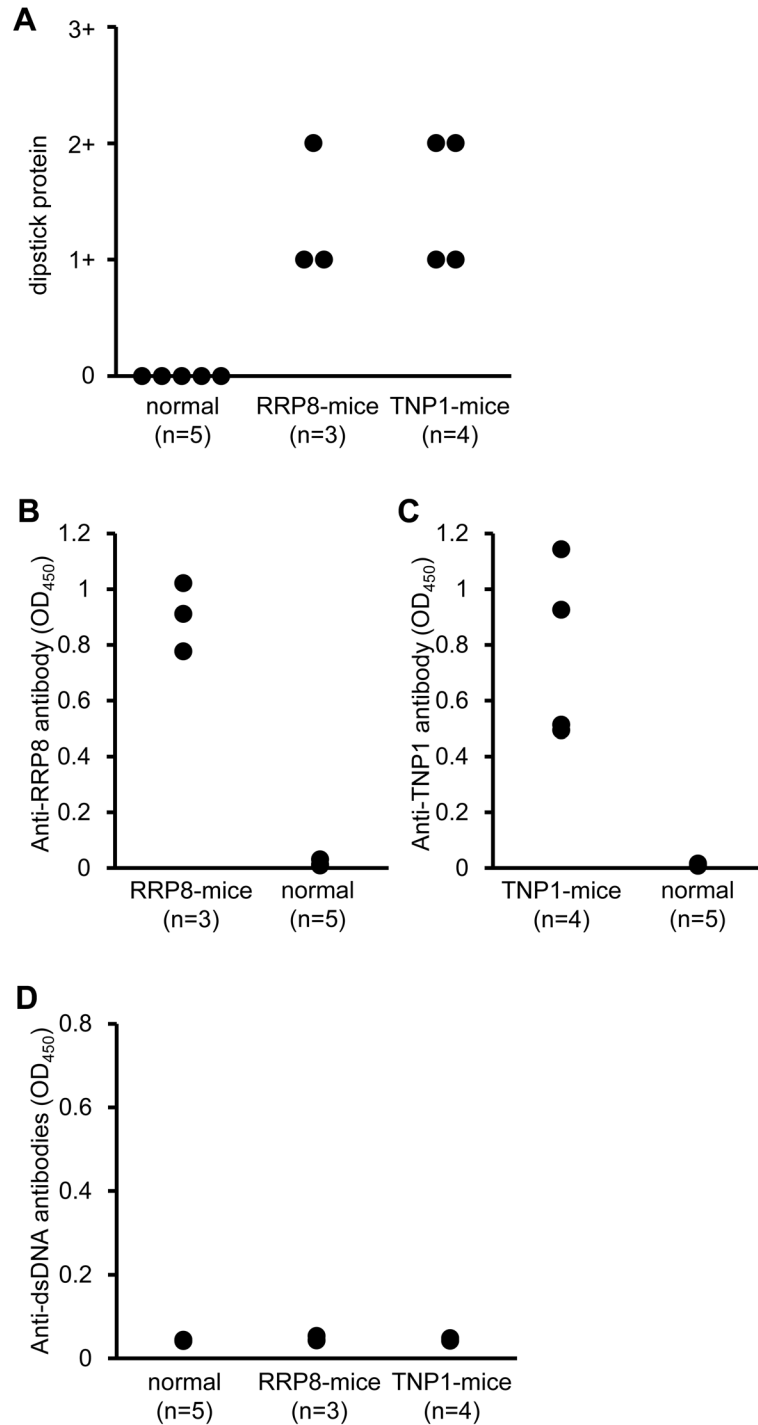 A
3+
2+
1+
0
dipstick protein
normal
(n=5)
RRP8-mice
(n=3)
TNP1-mice
(n=4)
B
1.2
1
0.8
0.6
0.4
0.2
0
Anti-RRP8 antibody (OD450)
RRP8-mice
(n=3)
normal
(n=5)
C
1.2
1
0.8
0.6
0.4
0.2
0
Anti-TNP1 antibody (OD450)
TNP1-mice
(n=4)
normal
(n=5)
D
0.8
0.6
0.4
0.2
0
Anti-dsDNA antibodies (OD450)
normal
(n=5)
RRP8-mice
(n=3)
TNP1-mice
(n=4)